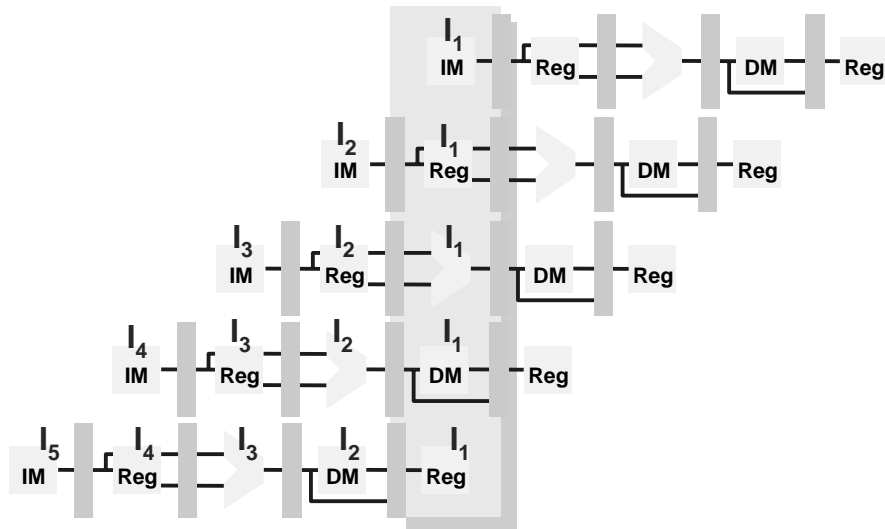 I₁
IM Reg DM Reg
I₂ I₁
IM Reg DM Reg
I₃ I₂ I₁
IM Reg DM Reg
I₄ I₃ I₂ I₁
IM Reg DM Reg
I₅ I₄ I₃ I₂ I₁
IM Reg DM Reg